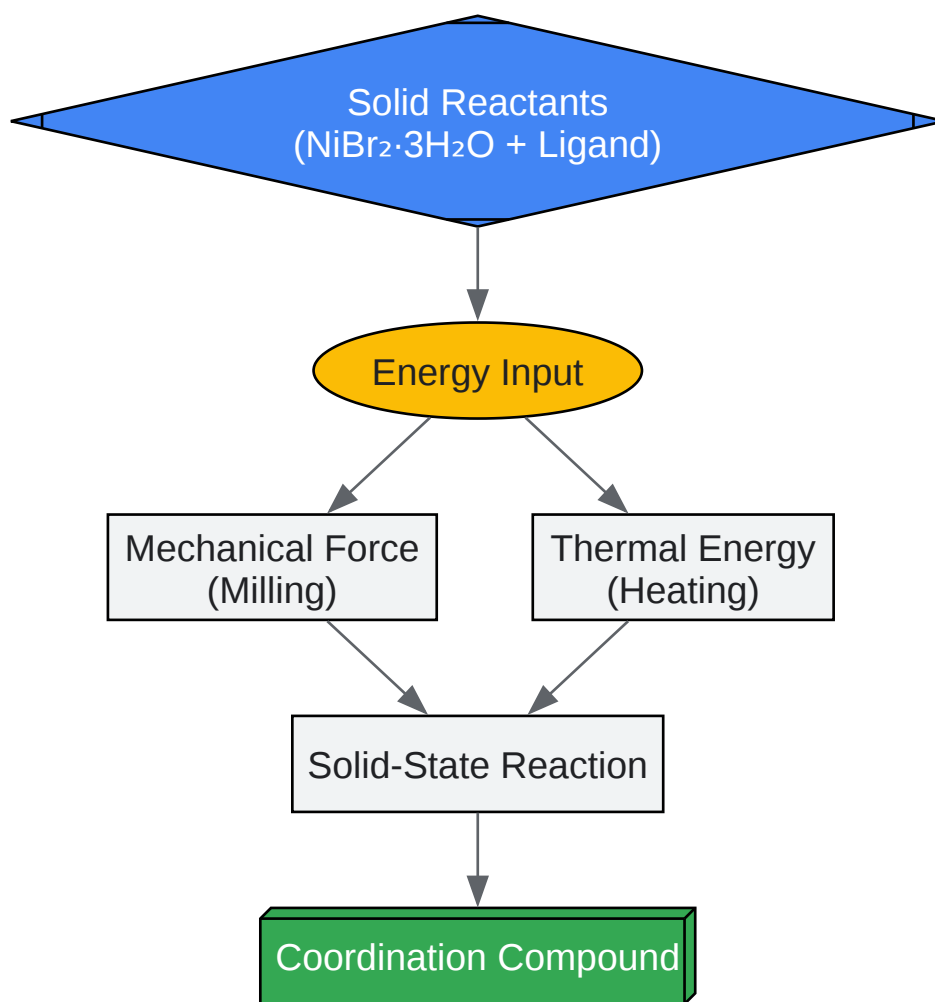 Solid Reactants
(NiBr₂·3H₂O + Ligand)
Energy Input
Mechanical Force
(Milling)
Thermal Energy
(Heating)
Solid-State Reaction
Coordination Compound